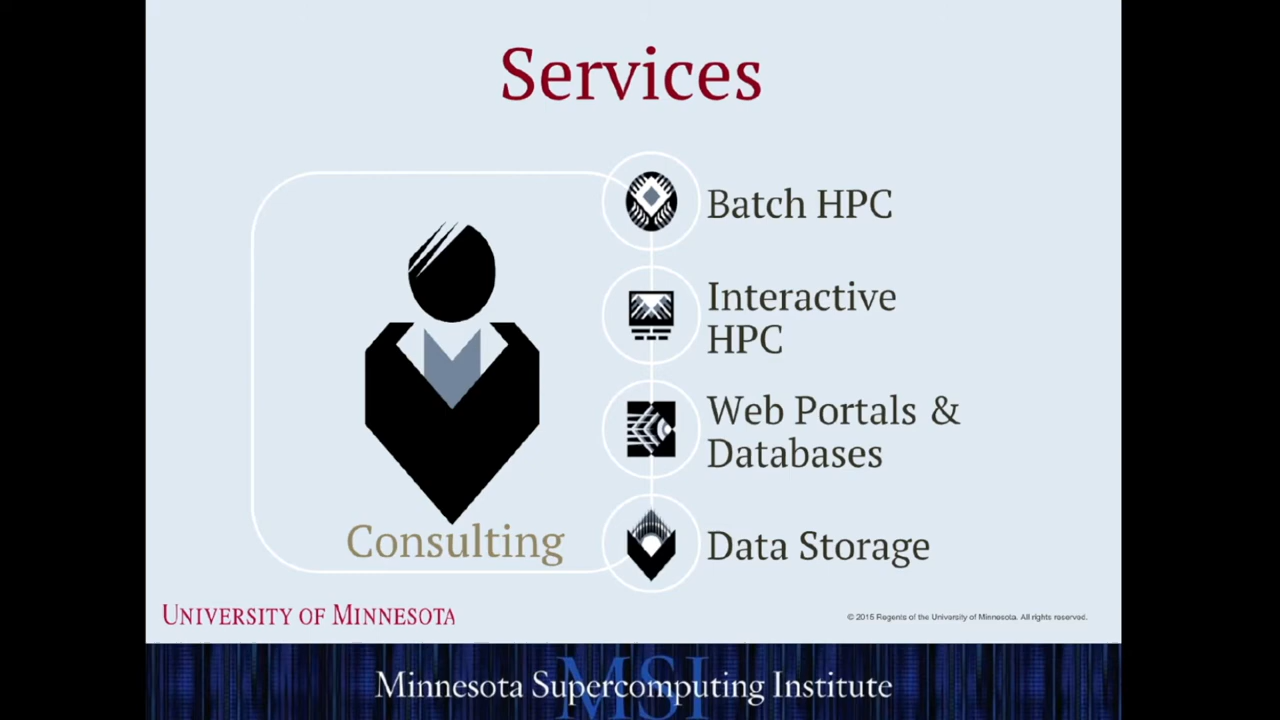 Services
Batch HPC
Interactive
HPC
Web Portals &
Databases
Data Storage
Consulting
UNIVERSITY OF MINNESOTA
© 2015 Regents of the University of Minnesota. All rights reserved.
MSI
Minnesota Supercomputing Institute